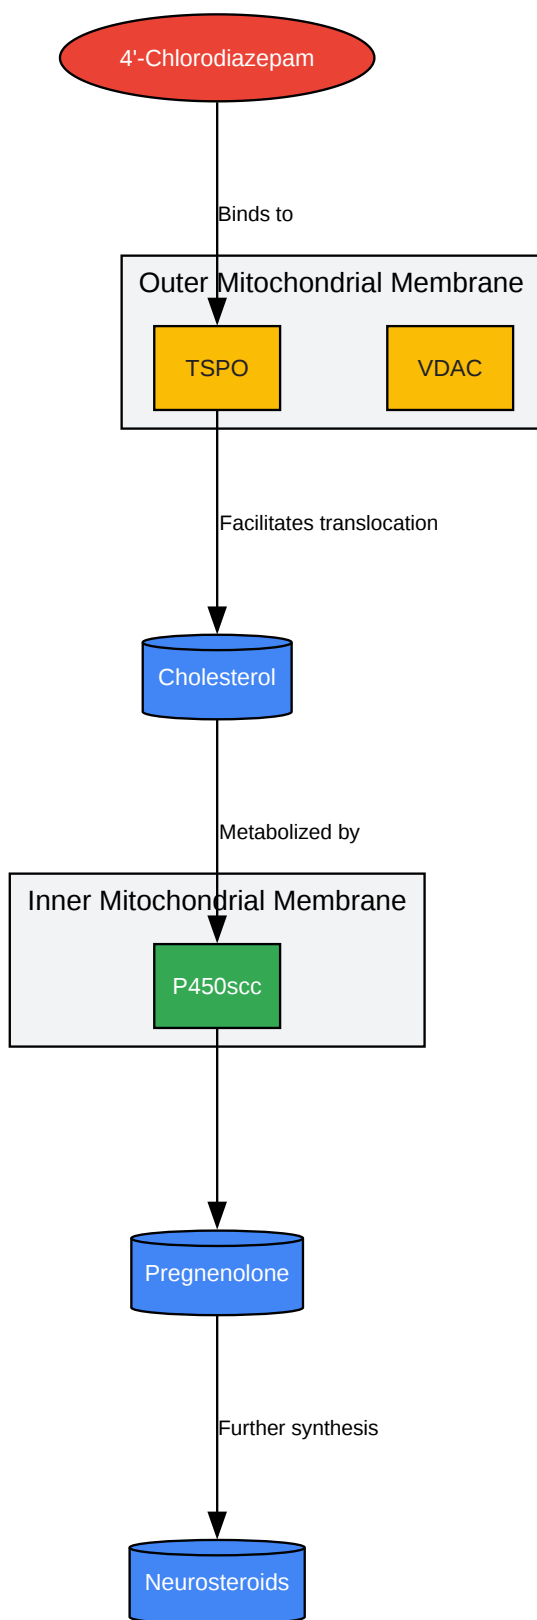 4'-Chlorodiazepam
Binds to
Outer Mitochondrial Membrane
TSPO
VDAC
Facilitates translocation
Cholesterol
Metabolized by
Inner Mitochondrial Membrane
P450scc
Pregnenolone
Further synthesis
Neurosteroids